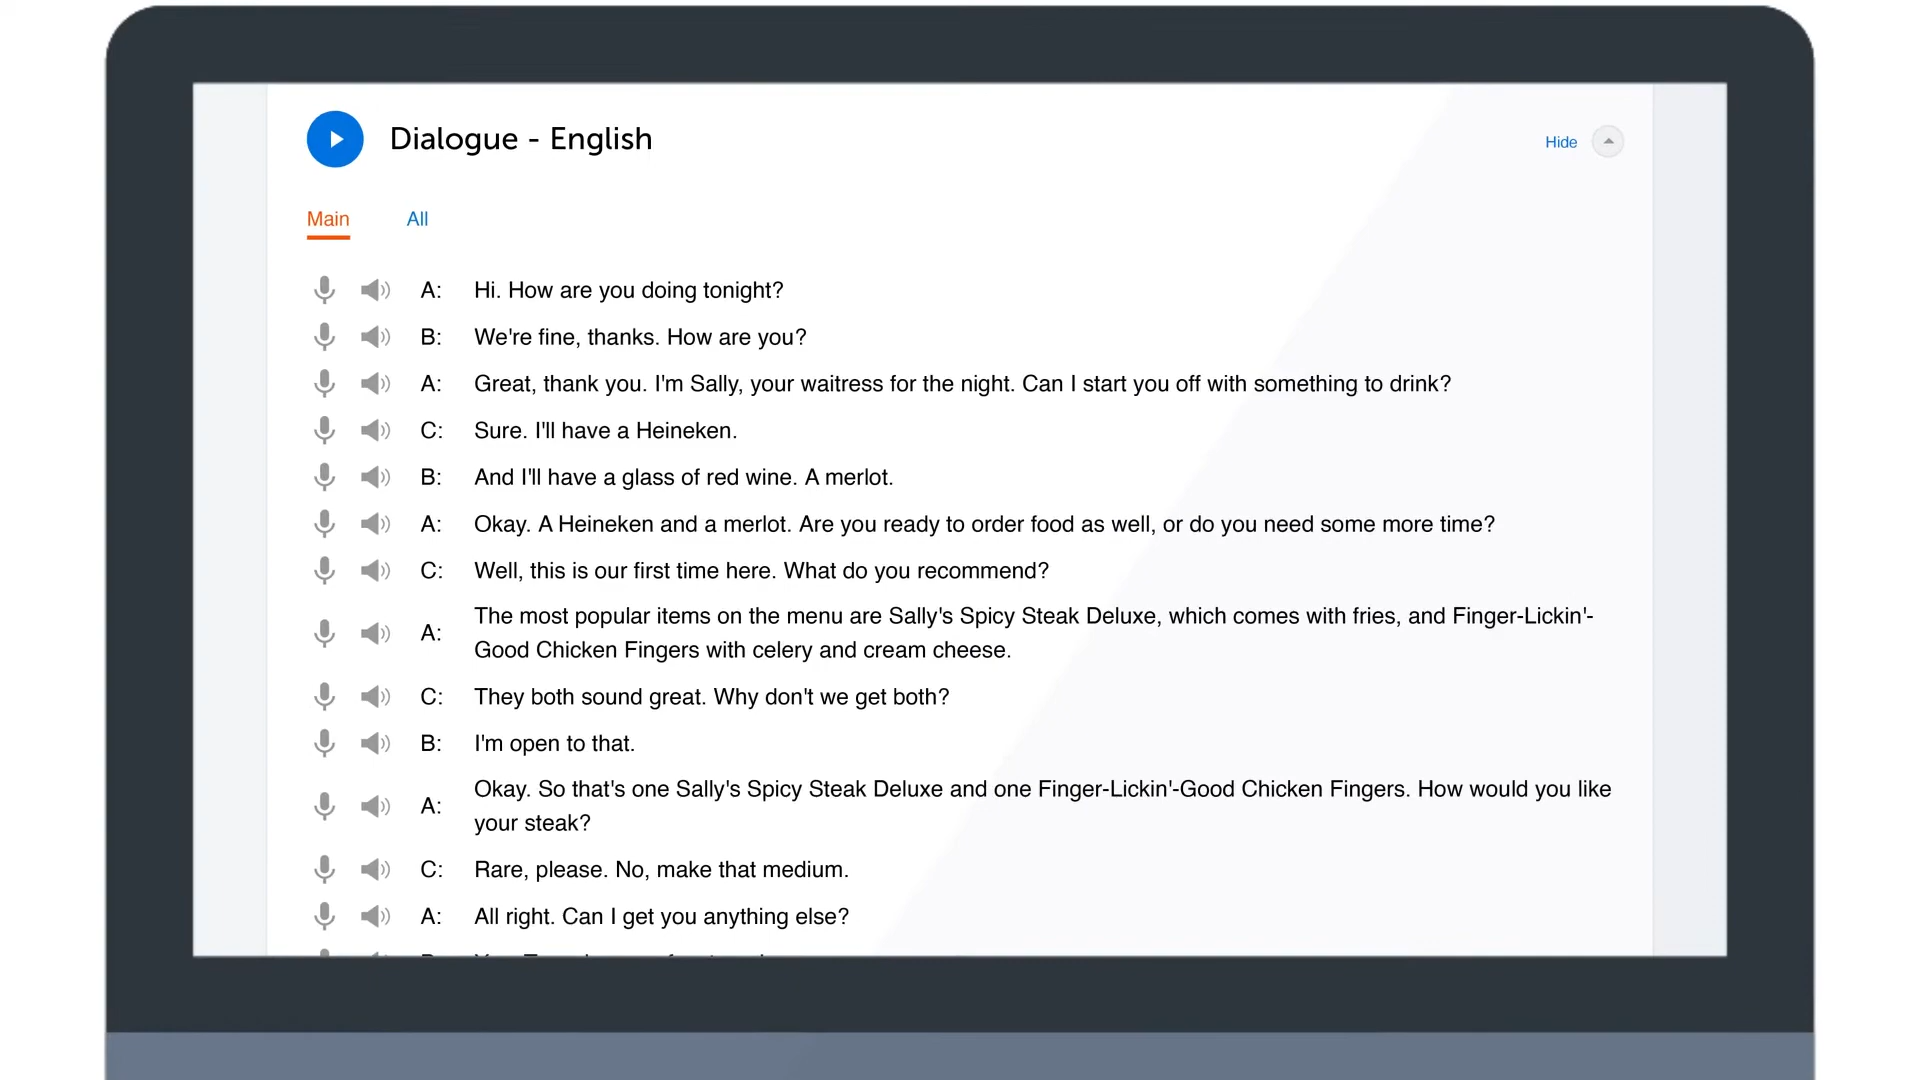 Dialogue - English
Hide
Main All
A: Hi. How are you doing tonight?
B: We're fine, thanks. How are you?
A: Great, thank you. I'm Sally, your waitress for the night. Can I start you off with something to drink?
C: Sure. I'll have a Heineken.
B: And I'll have a glass of red wine. A merlot.
A: Okay. A Heineken and a merlot. Are you ready to order food as well, or do you need some more time?
C: Well, this is our first time here. What do you recommend?
A: The most popular items on the menu are Sally's Spicy Steak Deluxe, which comes with fries, and Finger-Lickin'-
Good Chicken Fingers with celery and cream cheese.
C: They both sound great. Why don't we get both?
B: I'm open to that.
A: Okay. So that's one Sally's Spicy Steak Deluxe and one Finger-Lickin'-Good Chicken Fingers. How would you like
your steak?
C: Rare, please. No, make that medium.
A: All right. Can I get you anything else?